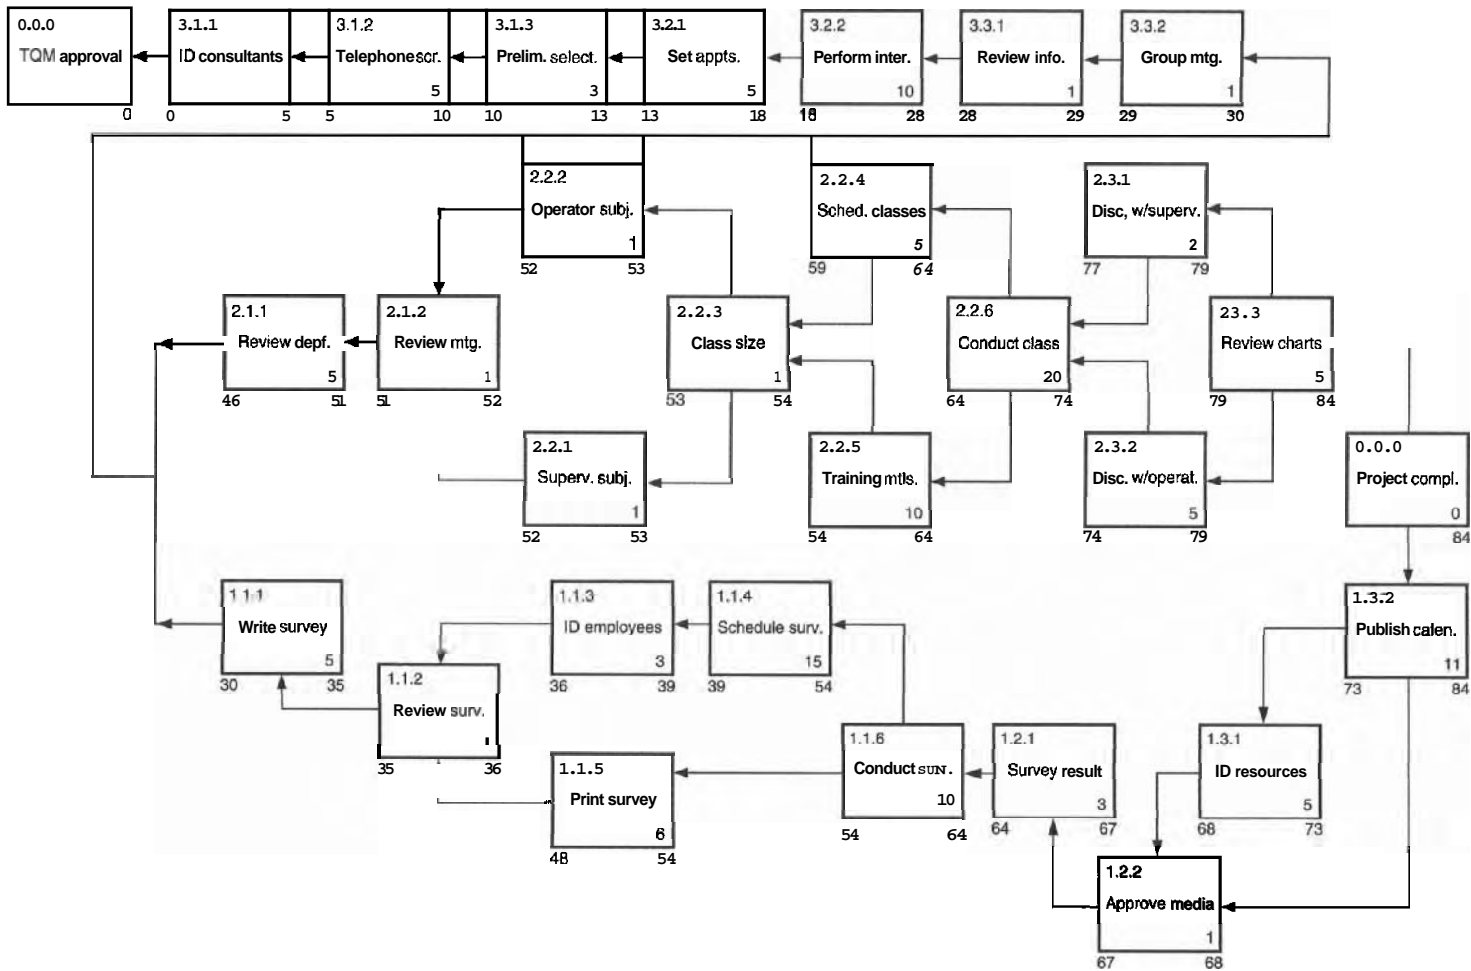 0.0.0
TQM approval
0
3.1.1
ID consultants
0 5
3.1.2
Telephone scr.
5
5 10
3.1.3
Prelim. select.
3
10 13
3.2.1
Set appts.
5
13 18
3.2.2
Perform inter.
10
18 28
3.3.1
Review info.
1
28 29
3.3.2
Group mtg.
1
29 30
2.2.2
Operator subj.
1
52 53
2.2.4
Sched. classes
5
59 64
2.3.1
Disc, w/superv.
2
77 79
2.1.1
Review depf.
5
46 51
2.1.2
Review mtg.
1
51 52
2.2.3
Class size
1
53 54
2.2.6
Conduct class
20
64 74
23.3
Review charts
5
79 84
2.2.1
Superv. subj.
1
52 53
2.2.5
Training mtls.
10
54 64
2.3.2
Disc. w/operat.
5
74 79
0.0.0
Project compl.
0
84
1.1.1
Write survey
5
30 35
1.1.3
ID employees
3
36 39
1.1.4
Schedule surv.
15
39 54
1.3.2
Publish calen.
11
73 84
1.1.2
Review surv.
35 36
1.1.5
Print survey
6
48 54
1.1.6
Conduct SUN.
10
54 64
1.2.1
Survey result
3
64 67
1.3.1
ID resources
5
68 73
1.2.2
Approve media
1
67 68